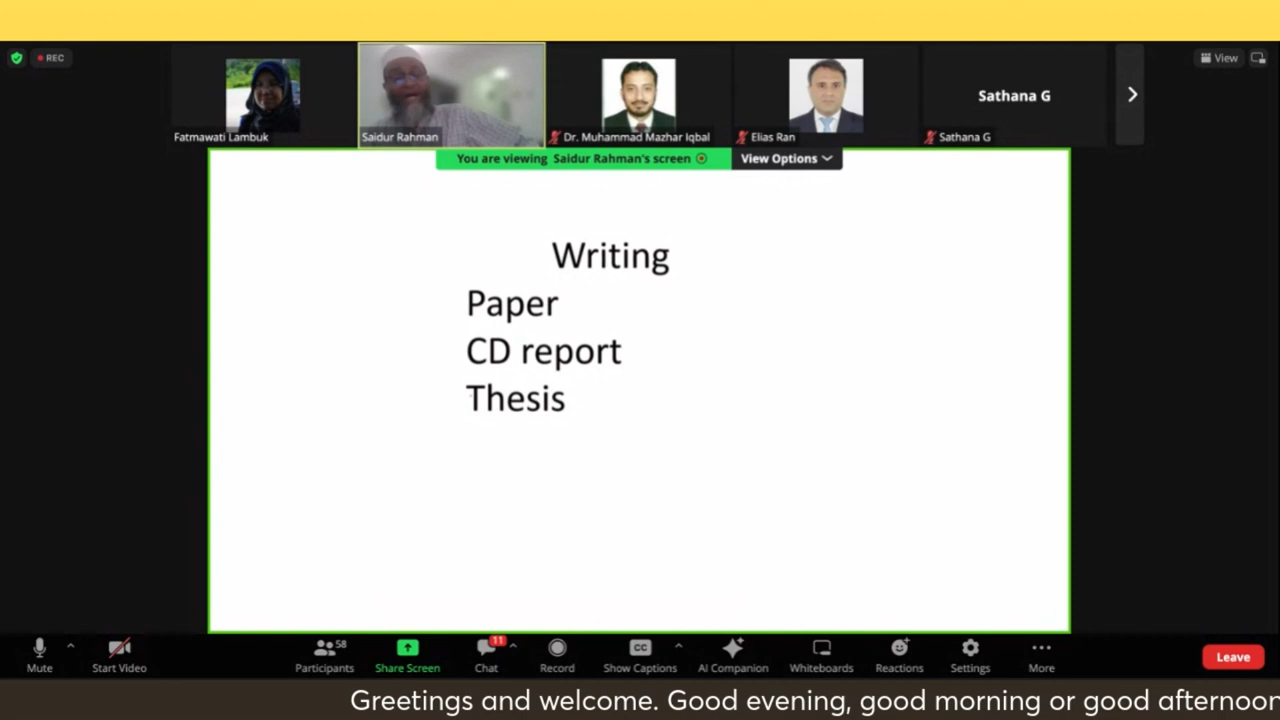 REC
View
Sathana G
Fatmawati Lambuk
Saidur Rahman
Dr. Muhammad Mazhar Iqbal
Elias Ran
Sathana G
You are viewing Saidur Rahman's screen
View Options
Writing
Paper
CD report
Thesis
58
11
CC
Mute
Start Video
Participants
Share Screen
Chat
Record
Show Captions
AI Companion
Whiteboards
Reactions
Settings
More
Leave
Greetings and welcome. Good evening, good morning or good afternoon